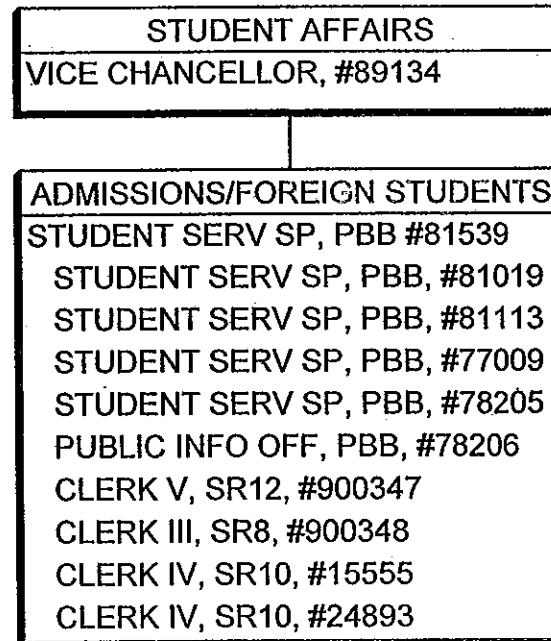 STUDENT AFFAIRS
VICE CHANCELLOR, #89134
ADMISSIONS/FOREIGN STUDENTS
STUDENT SERV SP, PBB #81539
STUDENT SERV SP, PBB, #81019
STUDENT SERV SP, PBB, #81113
STUDENT SERV SP, PBB, #77009
STUDENT SERV SP, PBB, #78205
PUBLIC INFO OFF, PBB, #78206
CLERK V, SR12, #900347
CLERK III, SR8, #900348
CLERK IV, SR10, #15555
CLERK IV, SR10, #24893